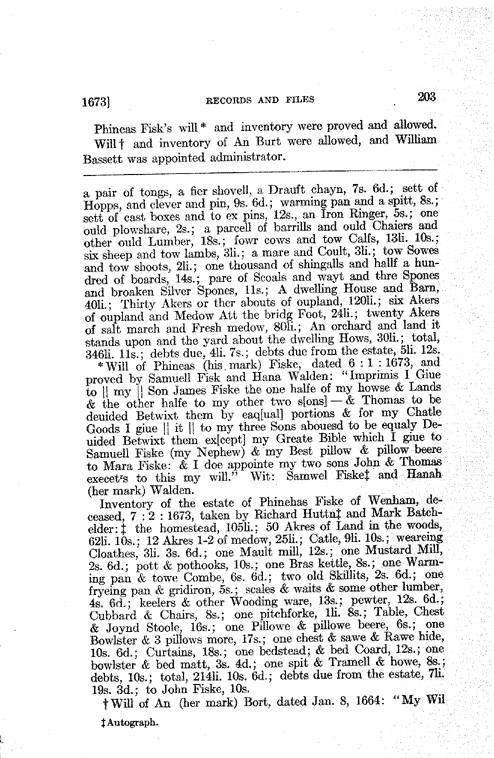 1673] RECORDS AND FILES 203
Phineas Fisk's will * and inventory were proved and allowed.
Will † and inventory of An Burt were allowed, and William
Bassett was appointed administrator.
a pair of tongs, a fier shovell, a Drauft chayn, 7s. 6d.; sett of
Hopps, and clever and pin, 9s. 6d.; warming pan and a spitt, 8s.;
sett of cast boxes and to ex pins, 12s., an Iron Ringer, 5s.; one
ould plowshare, 2s.; a parcell of barrills and ould Chaiers and
other ould Lumber, 18s.; fowr cows and tow Calfs, 13li. 10s.;
six sheep and tow lambs, 3li.; a mare and Coult, 3li.; tow Sowes
and tow shoots, 2li.; one thousand of shingalls and hallf a hun-
dred of boards, 14s.; pare of Scoals and wayt and thre Spones
and broaken Silver Spones, 11s.; A dwelling House and Barn,
40li.; Thirty Akers or ther abouts of oupland, 120li.; six Akers
of oupland and Medow Att the bridg Foot, 24li.; twenty Akers
of salt march and Fresh medow, 80li.; An orchard and land it
stands upon and the yard about the dwelling Hows, 30li.; total,
346li. 11s.; debts due, 4li. 7s.; debts due from the estate, 5li. 12s.
* Will of Phineas (his mark) Fiske, dated 6 : 1 : 1673, and
proved by Samuell Fisk and Hana Walden: "Imprimis I Giue
to || my || Son James Fiske the one halfe of my howse & Lands
& the other halfe to my other two s[ons] — & Thomas to be
deuided Betwixt them by eaq[ual] portions & for my Chatle
Goods I giue || it || to my three Sons abouesd to be equaly De-
uided Betwixt them ex[cept] my Greate Bible which I giue to
Samuell Fiske (my Nephew) & my Best pillow & pillow beere
to Mara Fiske: & I doe appointe my two sons John & Thomas
execetrs to this my will." Wit: Samwel Fiske‡ and Hanah
(her mark) Walden.
Inventory of the estate of Phinehas Fiske of Wenham, de-
ceased, 7 : 2 : 1673, taken by Richard Huttn‡ and Mark Batch-
elder: ‡ the homestead, 105li.; 50 Akres of Land in the woods,
62li. 10s.; 12 Akres 1-2 of medow, 25li.; Catle, 9li. 10s.; weareing
Cloathes, 3li. 3s. 6d.; one Mault mill, 12s.; one Mustard Mill,
2s. 6d.; pott & pothooks, 10s.; one Bras kettle, 8s.; one Warm-
ing pan & towe Combe, 6s. 6d.; two old Skillits, 2s. 6d.; one
fryeing pan & gridiron, 5s.; scales & waits & some other lumber,
4s. 6d.; keelers & other Wooding ware, 13s.; pewter, 12s. 6d.;
Cubbard & Chairs, 8s.; one pitchforke, 1li. 8s.; Table, Chest
& Joynd Stoole, 16s.; one Pillowe & pillowe beere, 6s.; one
Bowlster & 3 pillows more, 17s.; one chest & sawe & Rawe hide,
10s. 6d.; Curtains, 18s.; one bedstead; & bed Coard, 12s.; one
bowlster & bed matt, 3s. 4d.; one spit & Tramell & howe, 8s.;
debts, 10s.; total, 214li. 10s. 6d.; debts due from the estate, 7li.
19s. 3d.; to John Fiske, 10s.
† Will of An (her mark) Bort, dated Jan. 8, 1664: "My Wil
‡ Autograph.